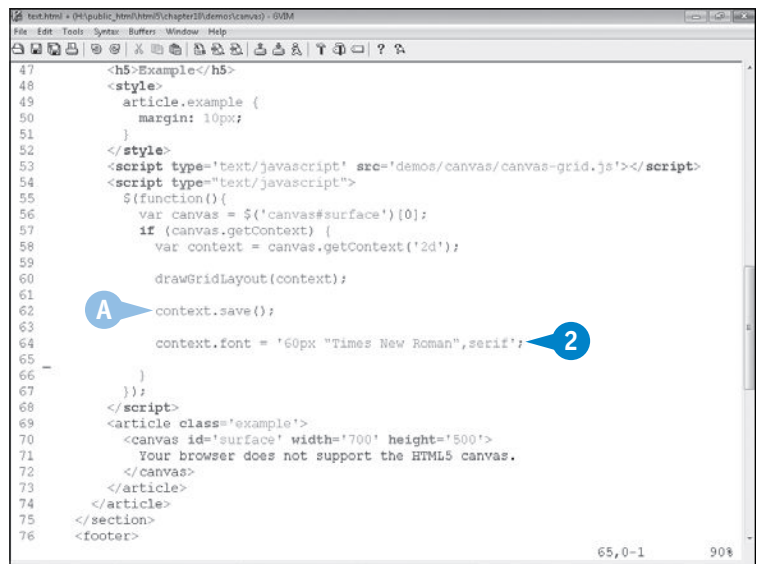 text.html + (H:\public_html\html5\chapter18\demos\canvas) - GVIM
File Edit Tools Syntax Buffers Window Help
47 <h5>Example</h5>
48 <style>
49 article.example {
50 margin: 10px;
51 }
52 </style>
53 <script type='text/javascript' src='demos/canvas/canvas-grid.js'></script>
54 <script type="text/javascript">
55 $(function(){
56 var canvas = $('canvas#surface')[0];
57 if (canvas.getContext) {
58 var context = canvas.getContext('2d');
59
60 drawGridLayout(context);
61
62 A context.save();
63
64 context.font = '60px "Times New Roman",serif'; 2
65
66 }
67 });
68 </script>
69 <article class='example'>
70 <canvas id='surface' width='700' height='500'>
71 Your browser does not support the HTML5 canvas.
72 </canvas>
73 </article>
74 </article>
75 </section>
76 <footer>
65,0-1 90%